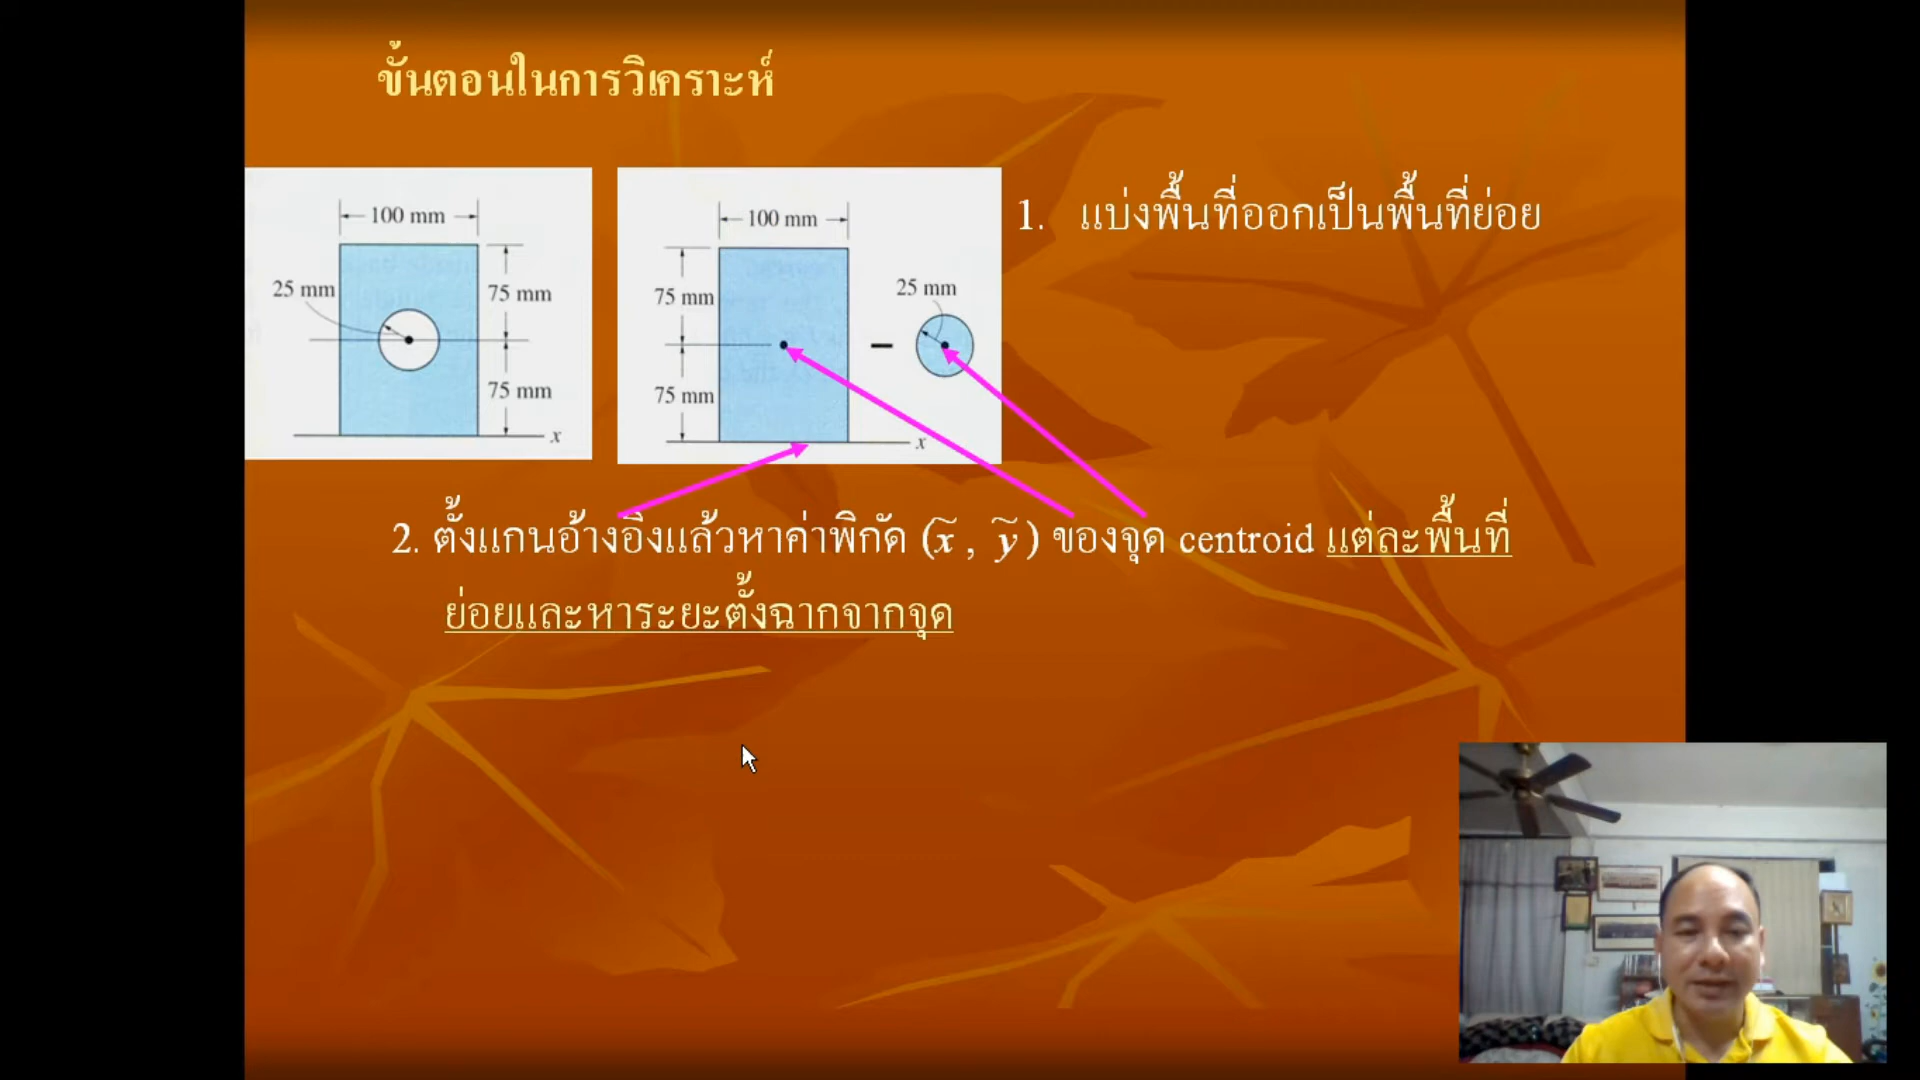 ขั้นตอนในการวิเคราะห์
100 mm
25 mm
75 mm
75 mm
x
100 mm
75 mm
75 mm
25 mm
x
1. แบ่งพื้นที่ออกเป็นพื้นที่ย่อย
2. ตั้งแกนอ้างอิงแล้วหาค่าพิกัด (x̃ , ỹ) ของจุด centroid แต่ละพื้นที่
ย่อยและหาระยะตั้งฉากจากจุด